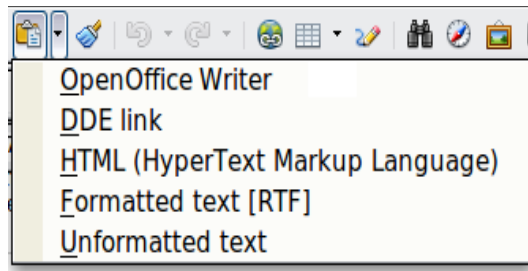 OpenOffice Writer
DDE link
HTML (HyperText Markup Language)
Formatted text [RTF]
Unformatted text